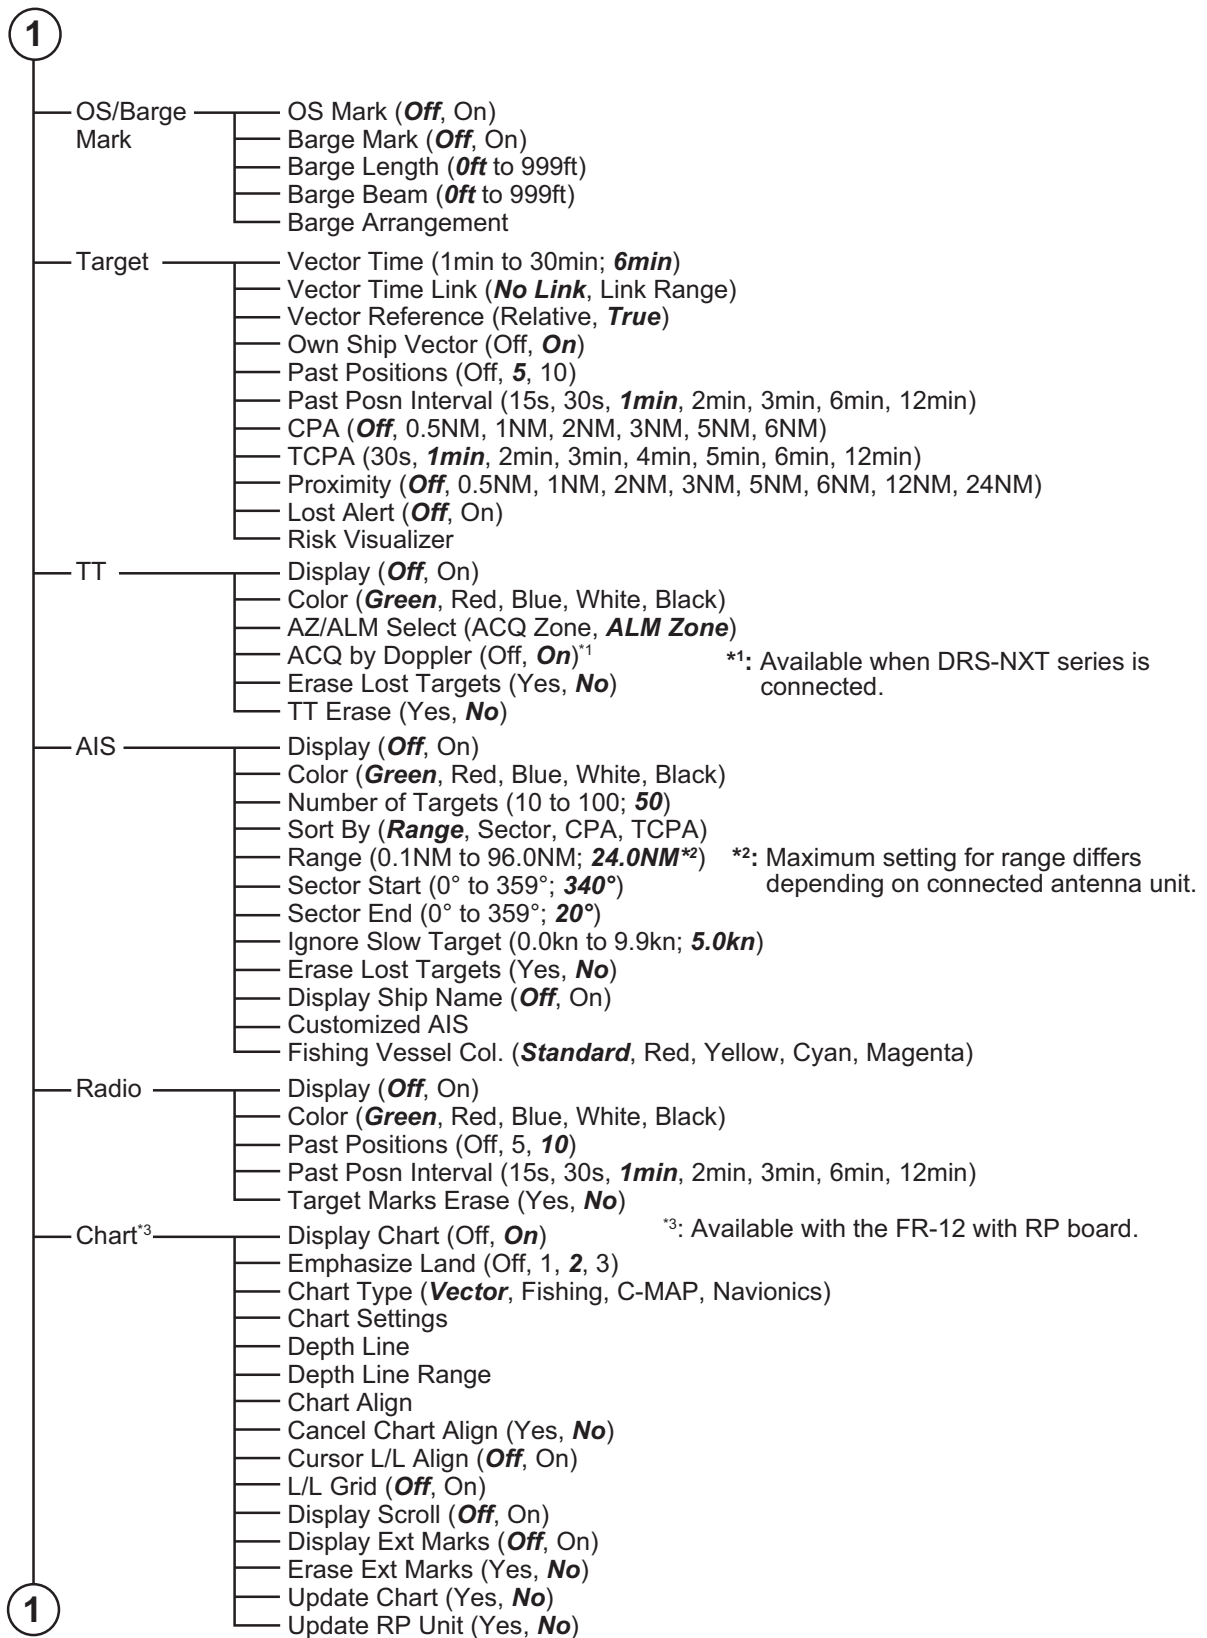 1
OS/Barge
Mark
OS Mark (Off, On)
Barge Mark (Off, On)
Barge Length (0ft to 999ft)
Barge Beam (0ft to 999ft)
Barge Arrangement
Target
Vector Time (1min to 30min; 6min)
Vector Time Link (No Link, Link Range)
Vector Reference (Relative, True)
Own Ship Vector (Off, On)
Past Positions (Off, 5, 10)
Past Posn Interval (15s, 30s, 1min, 2min, 3min, 6min, 12min)
CPA (Off, 0.5NM, 1NM, 2NM, 3NM, 5NM, 6NM)
TCPA (30s, 1min, 2min, 3min, 4min, 5min, 6min, 12min)
Proximity (Off, 0.5NM, 1NM, 2NM, 3NM, 5NM, 6NM, 12NM, 24NM)
Lost Alert (Off, On)
Risk Visualizer
TT
Display (Off, On)
Color (Green, Red, Blue, White, Black)
AZ/ALM Select (ACQ Zone, ALM Zone)
ACQ by Doppler (Off, On)*1
Erase Lost Targets (Yes, No)
TT Erase (Yes, No)
*1: Available when DRS-NXT series is
connected.
AIS
Display (Off, On)
Color (Green, Red, Blue, White, Black)
Number of Targets (10 to 100; 50)
Sort By (Range, Sector, CPA, TCPA)
Range (0.1NM to 96.0NM; 24.0NM*2)
Sector Start (0° to 359°; 340°)
Sector End (0° to 359°; 20°)
Ignore Slow Target (0.0kn to 9.9kn; 5.0kn)
Erase Lost Targets (Yes, No)
Display Ship Name (Off, On)
Customized AIS
Fishing Vessel Col. (Standard, Red, Yellow, Cyan, Magenta)
*2: Maximum setting for range differs
depending on connected antenna unit.
Radio
Display (Off, On)
Color (Green, Red, Blue, White, Black)
Past Positions (Off, 5, 10)
Past Posn Interval (15s, 30s, 1min, 2min, 3min, 6min, 12min)
Target Marks Erase (Yes, No)
Chart*3
*3: Available with the FR-12 with RP board.
Display Chart (Off, On)
Emphasize Land (Off, 1, 2, 3)
Chart Type (Vector, Fishing, C-MAP, Navionics)
Chart Settings
Depth Line
Depth Line Range
Chart Align
Cancel Chart Align (Yes, No)
Cursor L/L Align (Off, On)
L/L Grid (Off, On)
Display Scroll (Off, On)
Display Ext Marks (Off, On)
Erase Ext Marks (Yes, No)
Update Chart (Yes, No)
Update RP Unit (Yes, No)
1